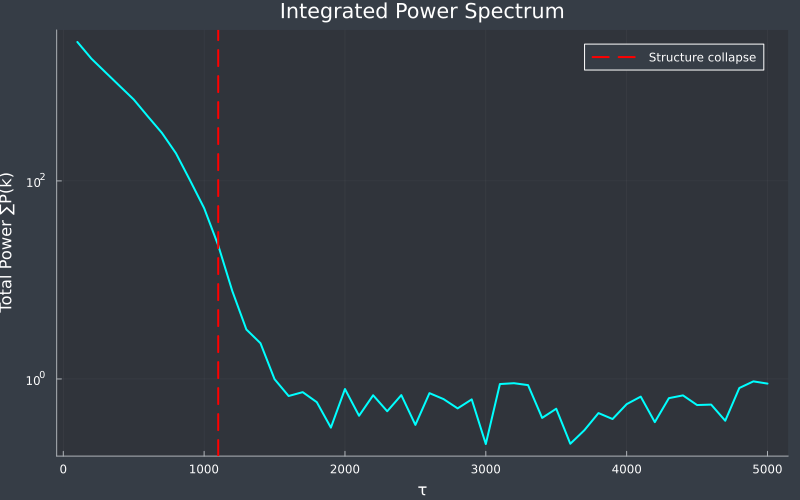 Integrated Power Spectrum
Structure collapse
Total Power ∑P(k)
10²
10⁰
0 1000 2000 3000 4000 5000
τ